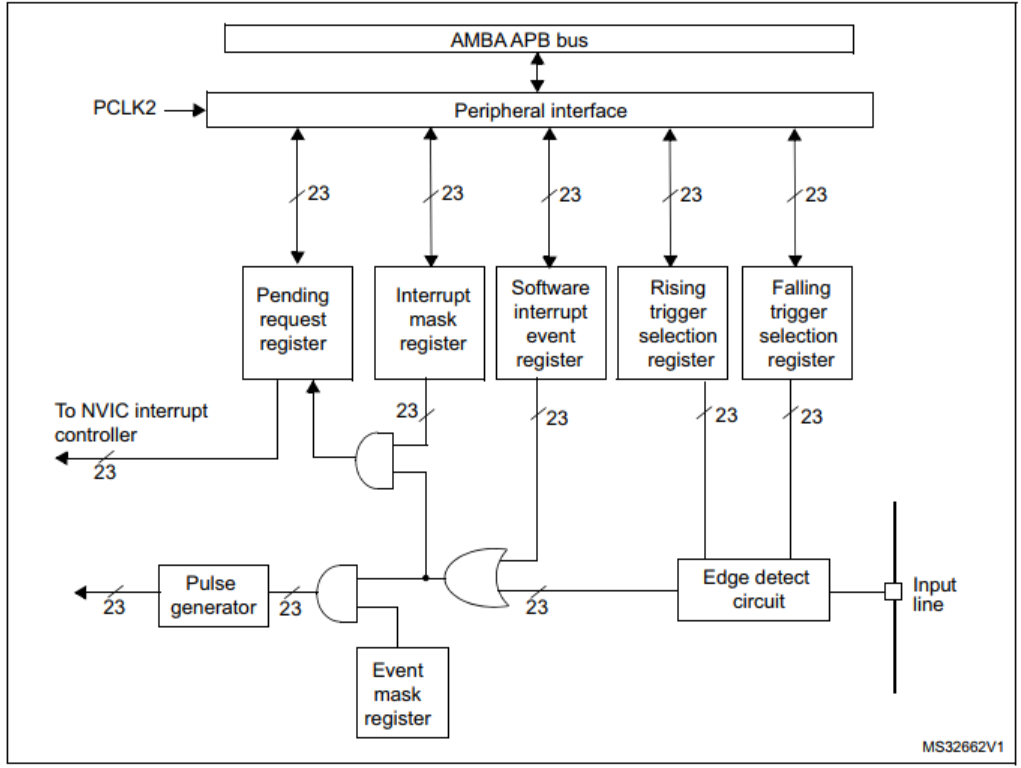 AMBA APB bus
PCLK2
Peripheral interface
23
23
23
23
23
Pending
request
register
Interrupt
mask
register
Software
interrupt
event
register
Rising
trigger
selection
register
Falling
trigger
selection
register
To NVIC interrupt
controller
23
23
23
23
23
Pulse
generator
23
23
23
Edge detect
circuit
Input
line
Event
mask
register
MS32662V1